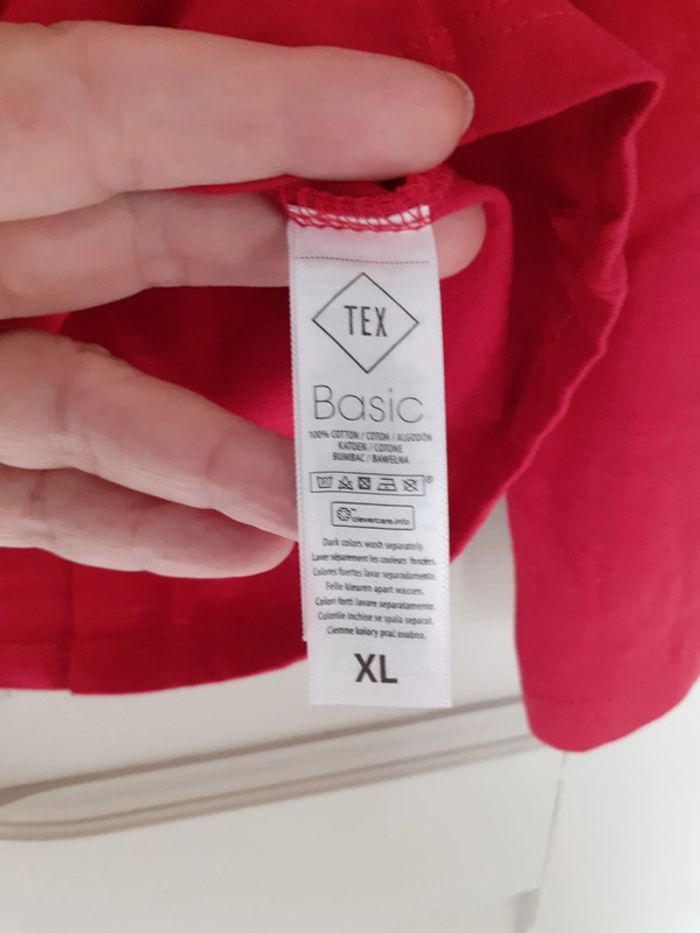 TEX
Basic
100% COTTON / COTON / ALGODÓN
KATOEN / COTONE
BUMBAC / BAWEŁNA
clevercare.info
Dark colors wash separately.
Laver séparément les couleurs foncées.
Colores fuertes lavar separadamente.
Felle kleuren apart wassen.
Colori forti lavare separatamente.
Culorile inchise se spala separat.
Ciemne kolory prać osobno.
XL